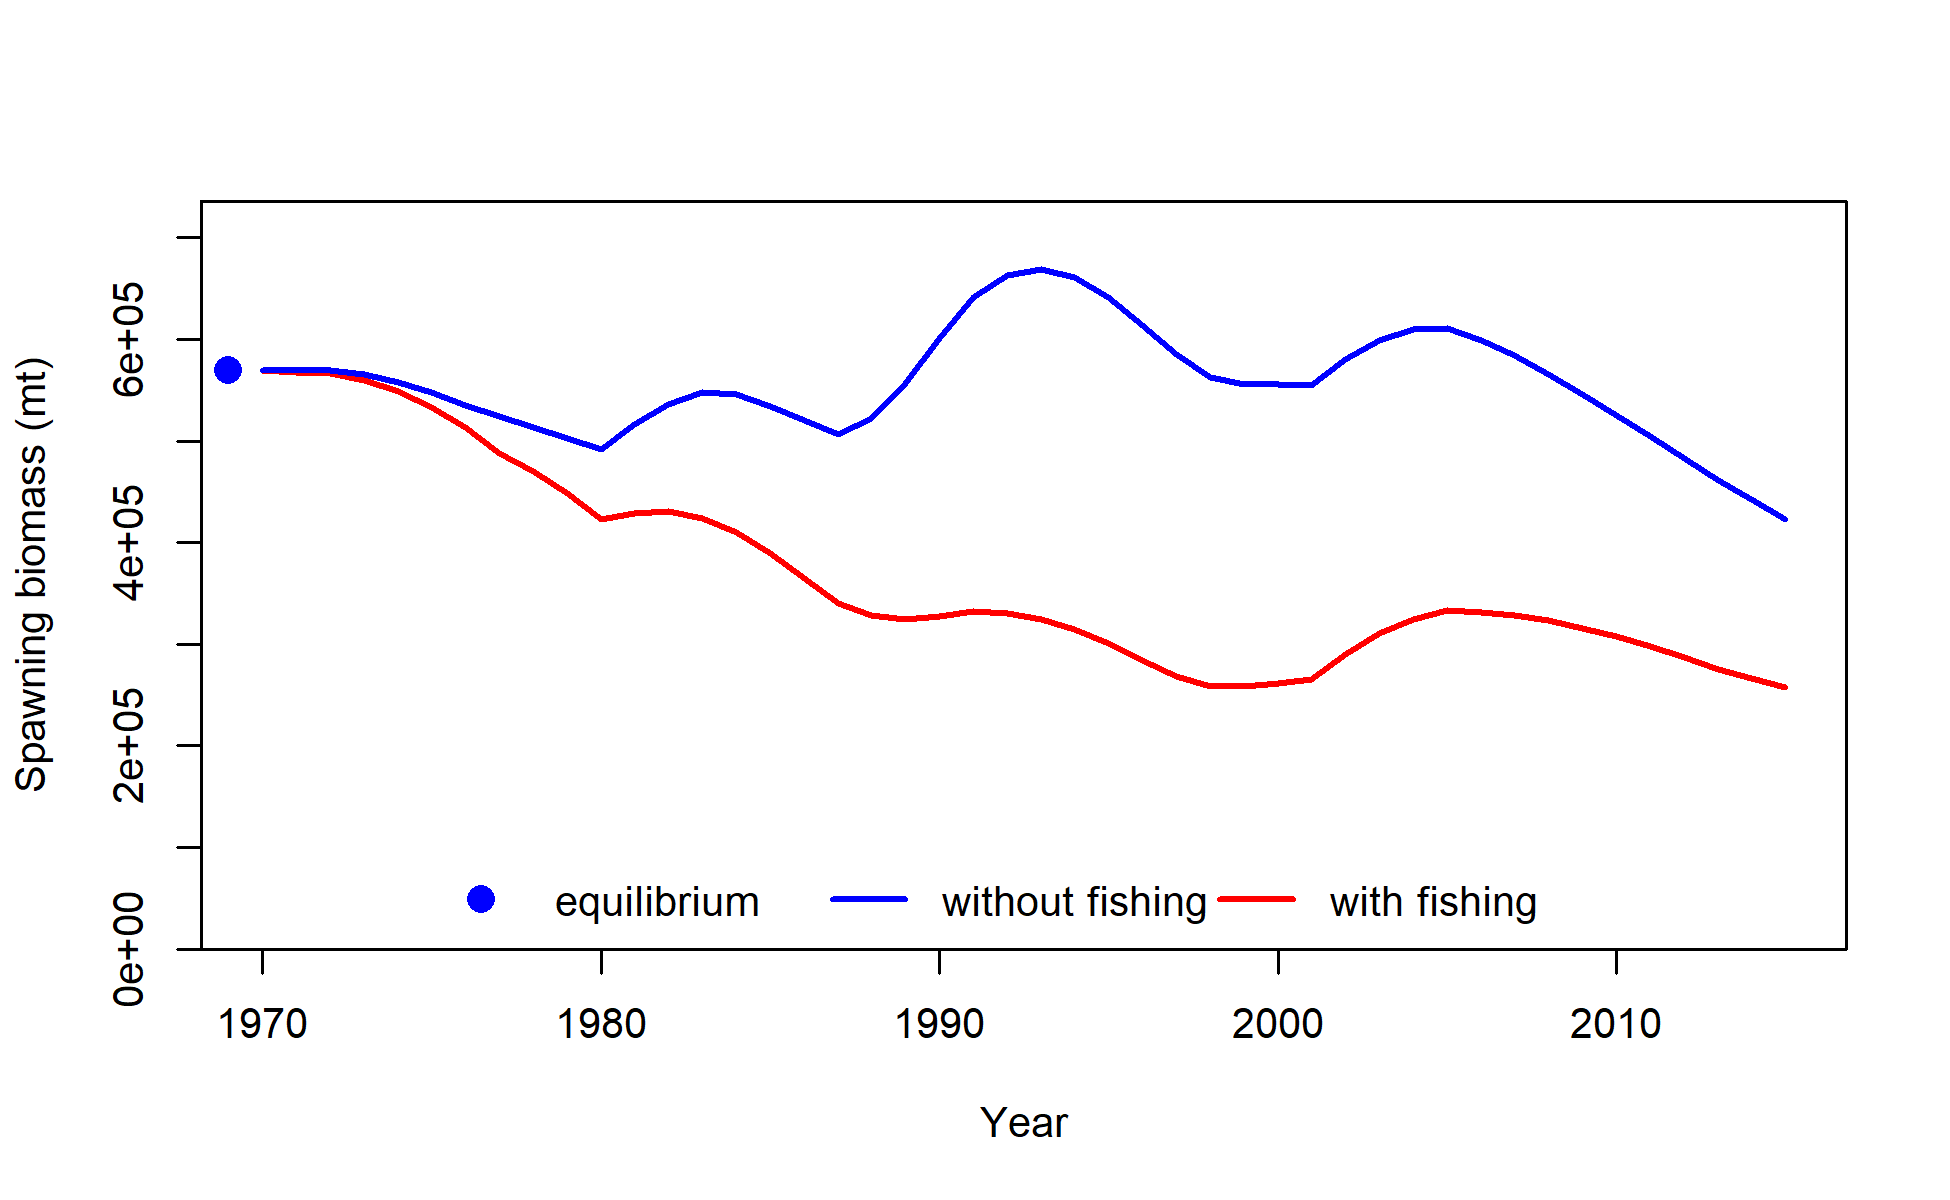 Spawning biomass (mt)
6e+05
4e+05
2e+05
0e+00
equilibrium without fishing with fishing
1970 1980 1990 2000 2010
Year